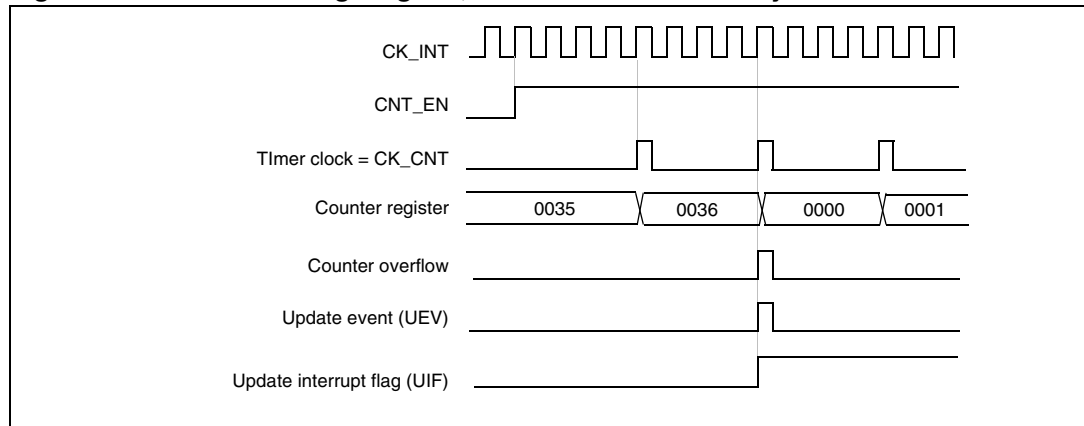 CK_INT
CNT_EN
TImer clock = CK_CNT
Counter register 0035 0036 0000 0001
Counter overflow
Update event (UEV)
Update interrupt flag (UIF)